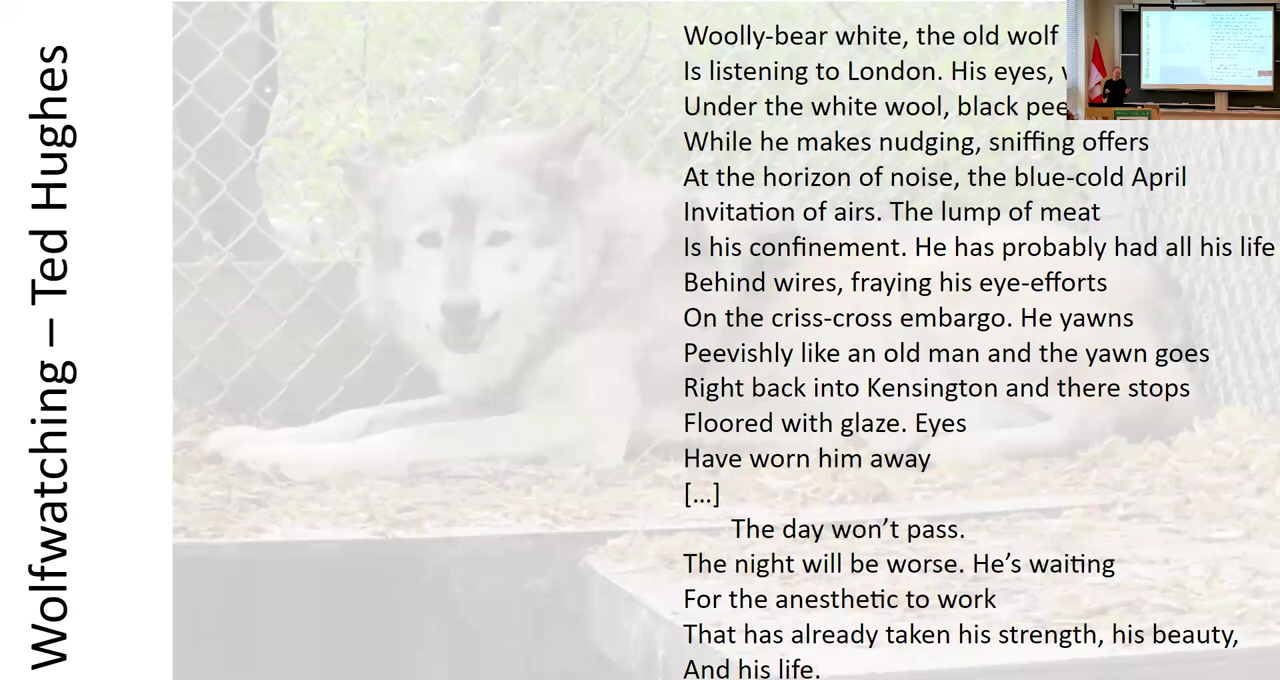 Wolfwatching – Ted Hughes
Woolly-bear white, the old wolf
Is listening to London. His eyes,
Under the white wool, black
While he makes nudging, sniffing offers
At the horizon of noise, the blue-cold April
Invitation of airs. The lump of meat
Is his confinement. He has probably had all his life
Behind wires, fraying his eye-efforts
On the criss-cross embargo. He yawns
Peevishly like an old man and the yawn goes
Right back into Kensington and there stops
Floored with glaze. Eyes
Have worn him away
[...]
The day won’t pass.
The night will be worse. He’s waiting
For the anesthetic to work
That has already taken his strength, his beauty,
And his life.